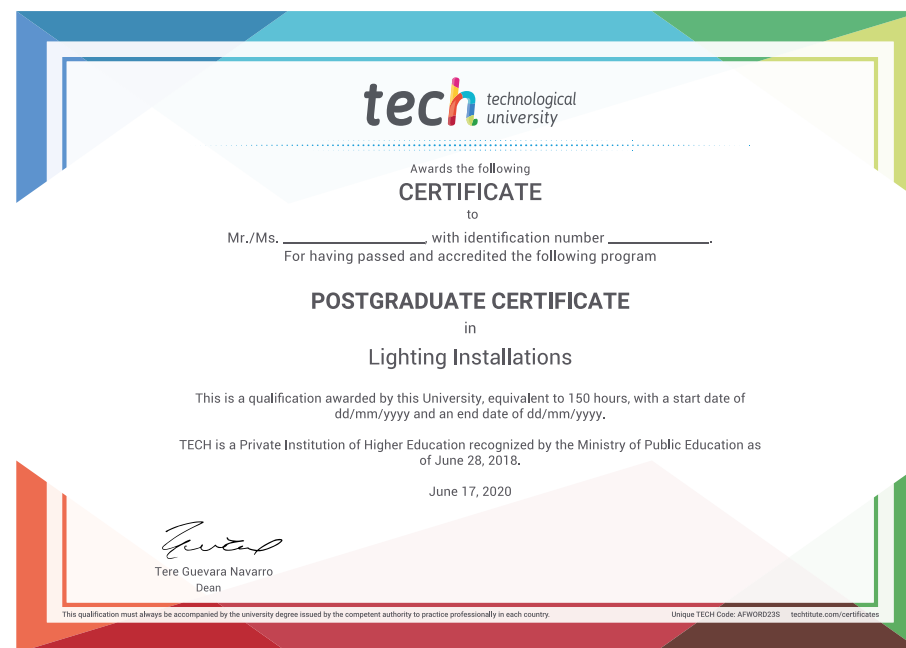 tech technological
university
Awards the following
CERTIFICATE
to
Mr./Ms. ____________________, with identification number ______________.
For having passed and accredited the following program
POSTGRADUATE CERTIFICATE
in
Lighting Installations
This is a qualification awarded by this University, equivalent to 150 hours, with a start date of
dd/mm/yyyy and an end date of dd/mm/yyyy.
TECH is a Private Institution of Higher Education recognized by the Ministry of Public Education as
of June 28, 2018.
June 17, 2020
Tere Guevara Navarro
Dean
This qualification must always be accompanied by the university degree issued by the competent authority to practice professionally in each country. Unique TECH Code: AFWORD23S techtitute.com/certificates